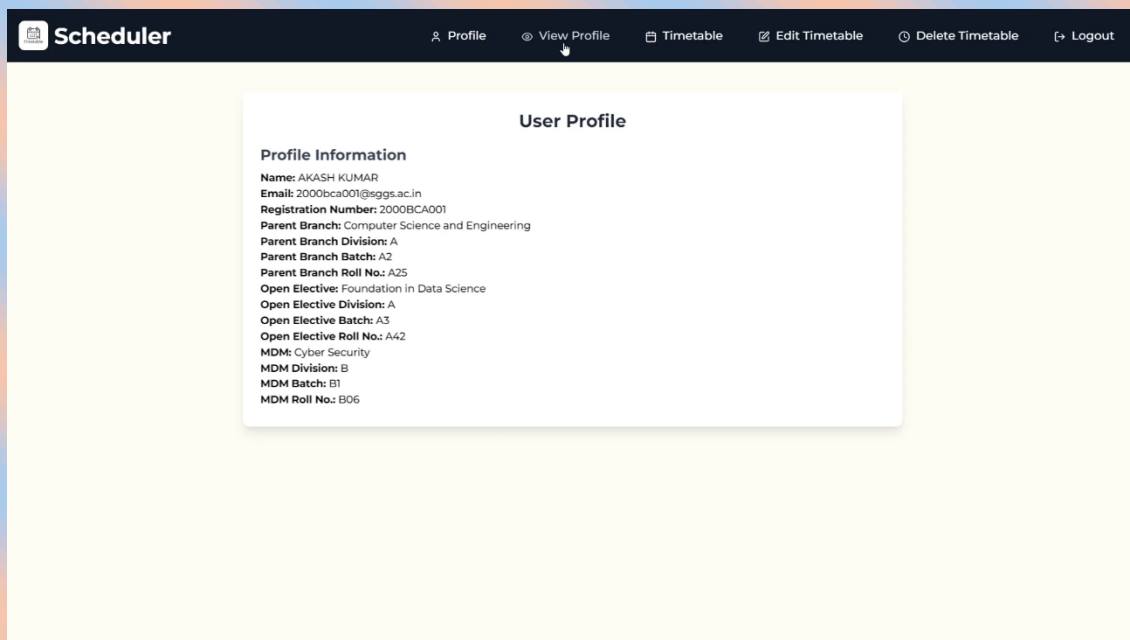 Scheduler
Profile View Profile Timetable Edit Timetable Delete Timetable Logout
User Profile
Profile Information
Name: AKASH KUMAR
Email: 2000bca001@sggs.ac.in
Registration Number: 2000BCA001
Parent Branch: Computer Science and Engineering
Parent Branch Division: A
Parent Branch Batch: A2
Parent Branch Roll No.: A25
Open Elective: Foundation in Data Science
Open Elective Division: A
Open Elective Batch: A3
Open Elective Roll No.: A42
MDM: Cyber Security
MDM Division: B
MDM Batch: B1
MDM Roll No.: B06